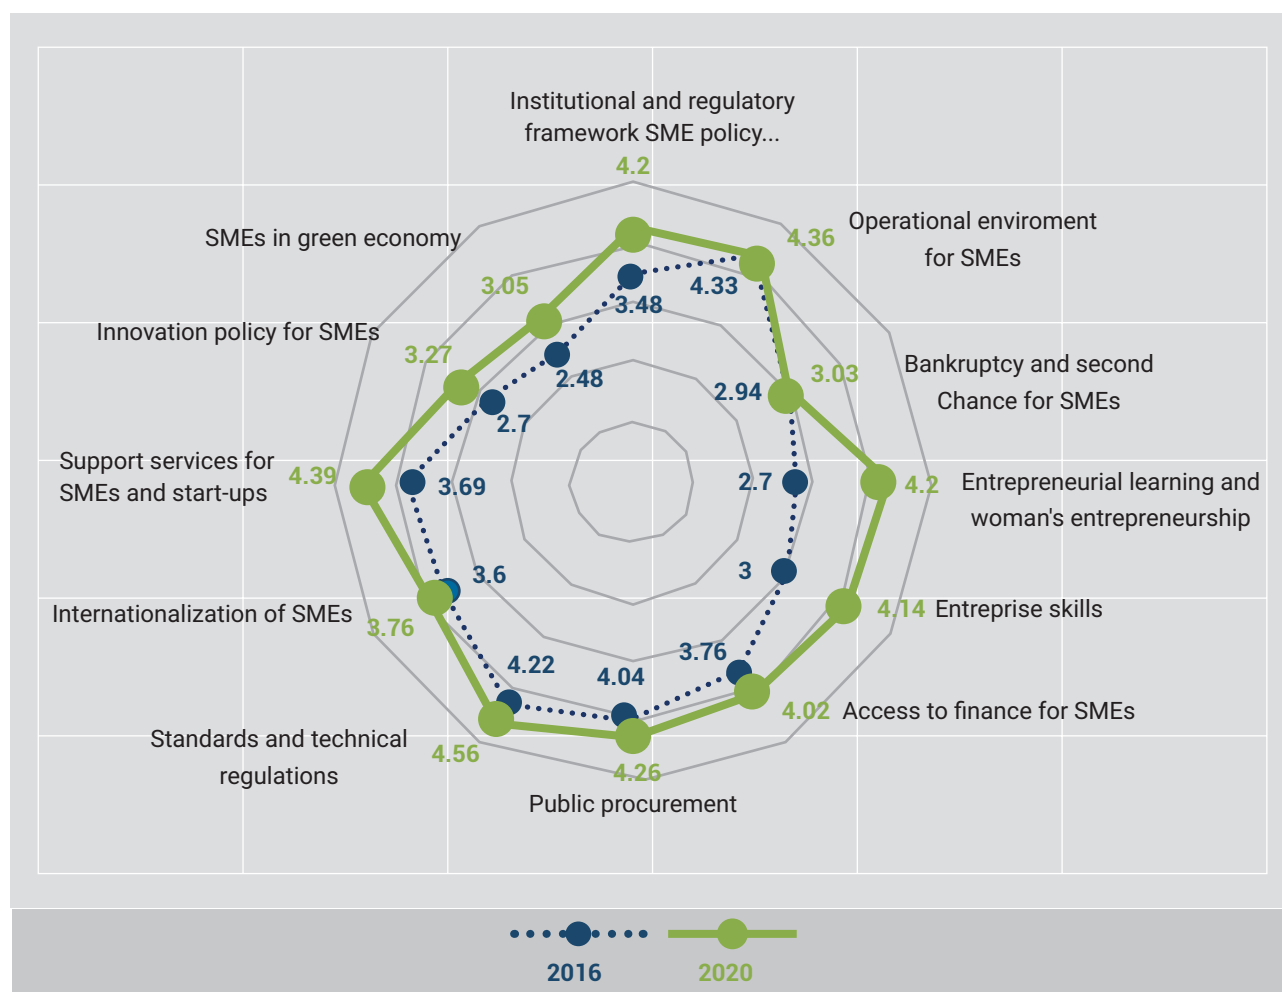 Institutional and regulatory
framework SME policy...
4.2
Operational enviroment
for SMEs
4.36
SMEs in green economy
3.05
4.33
3.48
Innovation policy for SMEs
3.27
2.48
Bankruptcy and second
Chance for SMEs
3.03
2.94
2.7
Support services for
SMEs and start-ups
4.39
3.69
2.7
4.2
Entrepreneurial learning and
woman's entrepreneurship
3.6
3
Internationalization of SMEs
3.76
4.14
Entreprise skills
4.22
4.04
3.76
4.02
Access to finance for SMEs
Standards and technical
regulations
4.56
4.26
Public procurement
2016
2020